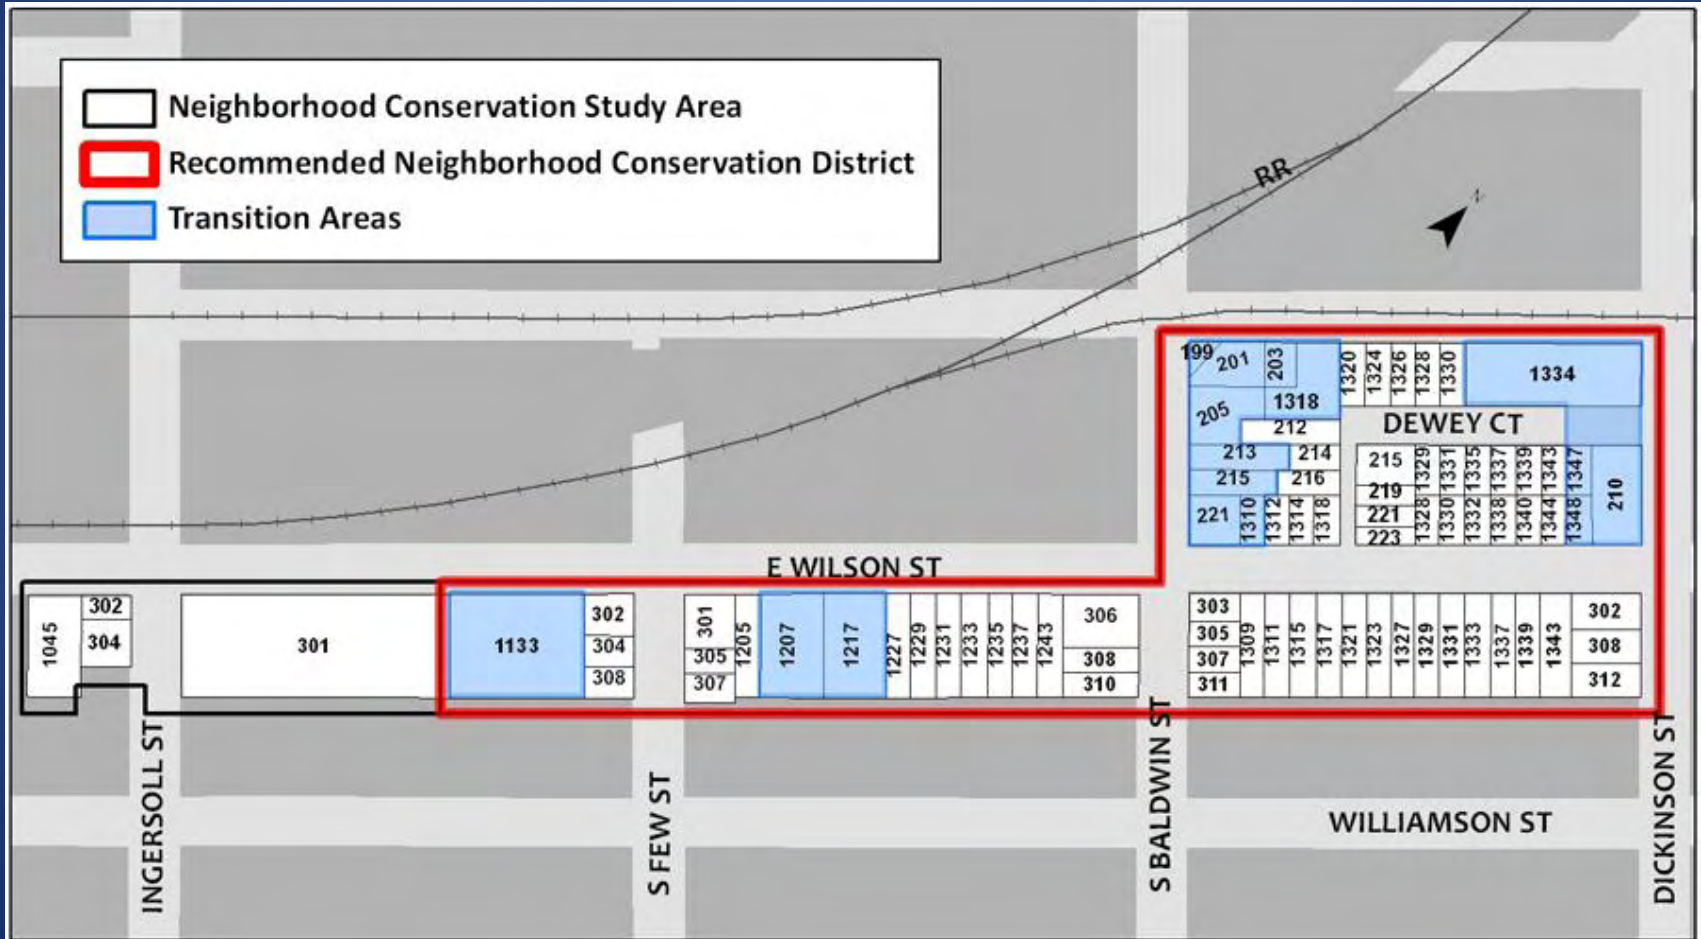 Neighborhood Conservation Study Area
Recommended Neighborhood Conservation District
Transition Areas
RR
N
199 201 203 1320 1324 1326 1328 1330 1334
205 1318
212
DEWEY CT
213 214
215 216
221 1310 1312 1314 1318
215 1329 1331 1335 1337 1339 1343 1347
219
221 1328 1330 1332 1338 1340 1344 1348
223
210
E WILSON ST
1045 302
304
301
1133
302
304
308
301 1205 1207 1217 1227 1229 1231 1233 1235 1237 1243 306
305 308
307 310
303 1309 1311 1315 1317 1321 1323 1327 1329 1331 1333 1337 1339 1343 302
305
307 308
311 312
INGERSOLL ST
S FEW ST
S BALDWIN ST
WILLIAMSON ST
DICKINSON ST